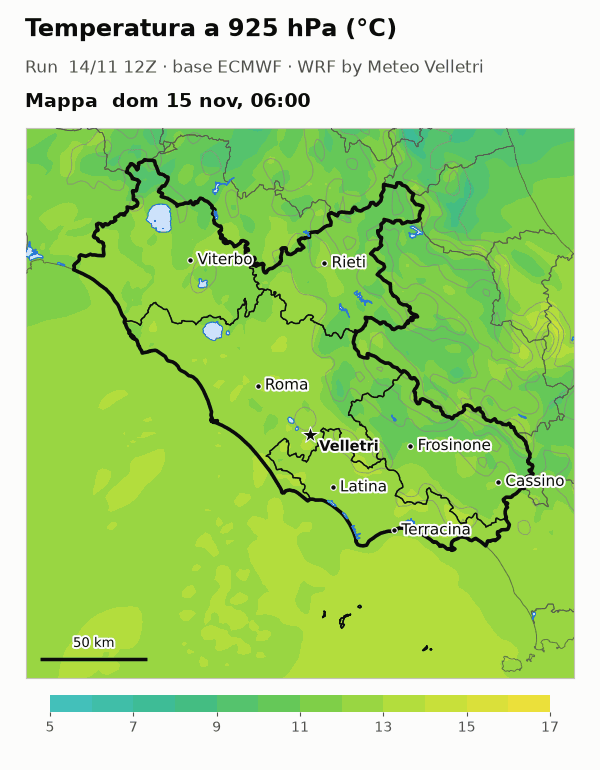 Temperatura a 925 hPa (°C)
Run  14/11 12Z · base ECMWF · WRF by Meteo Velletri
Mappa  dom 15 nov, 06:00
Viterbo
Rieti
Roma
Velletri
Frosinone
Latina
Cassino
Terracina
50 km
5 7 9 11 13 15 17